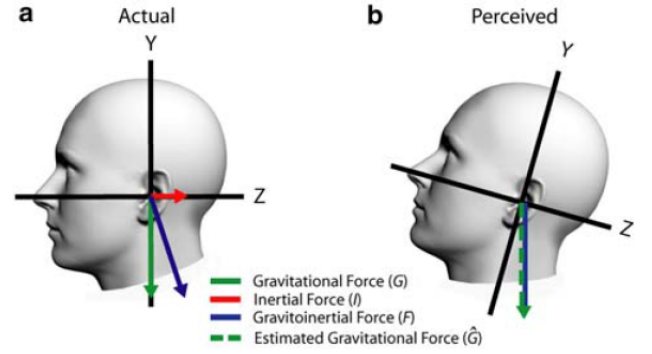 a Actual
Y
Z
b Perceived
Y
Z
Gravitational Force (G)
Inertial Force (I)
Gravitoinertial Force (F)
Estimated Gravitational Force (Ĝ)